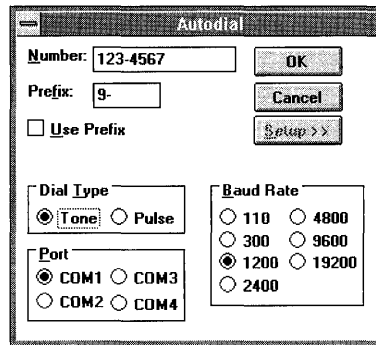 Autodial
Number: 123-4567
OK
Prefix: 9-
Cancel
Use Prefix
Setup >>
Dial Type
Tone Pulse
Port
COM1 COM3
COM2 COM4
Baud Rate
110 4800
300 9600
1200 19200
2400